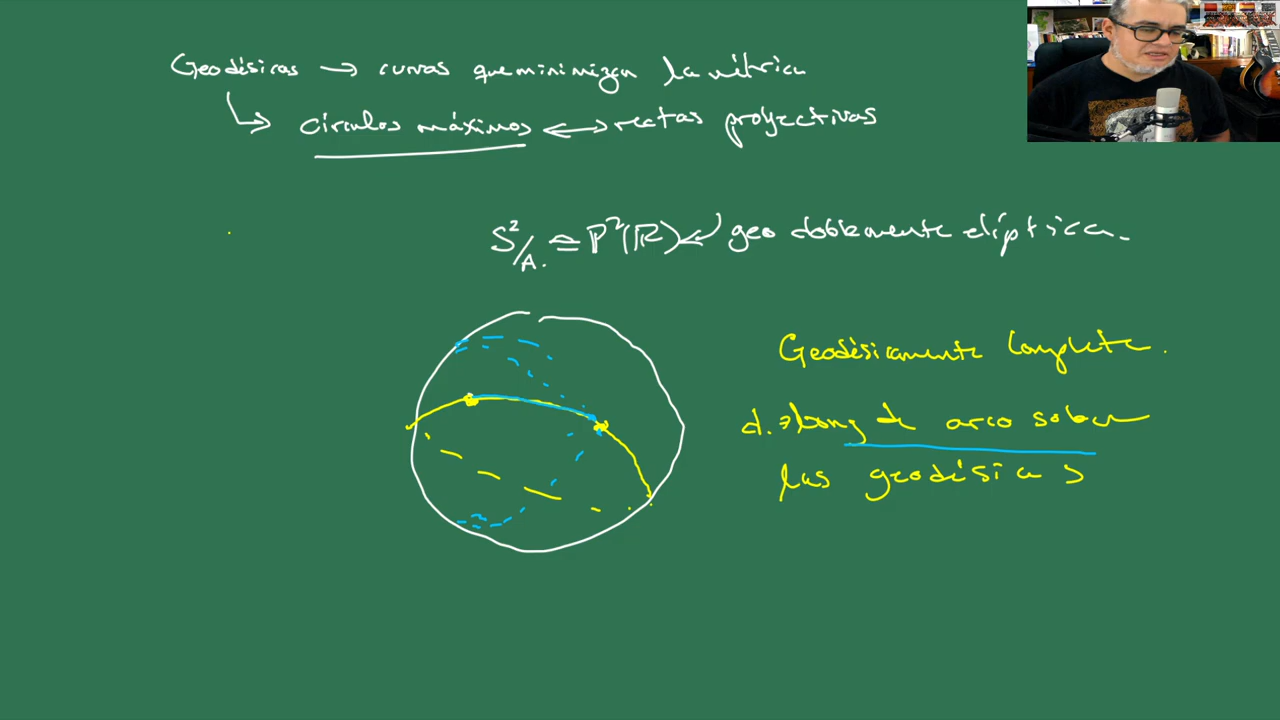 Geodésicas → curvas que minimizan la métrica
↳ círculos máximos ↔ rectas proyectivas
S²/A. ≃ P²(R) ↙ geo doblemente elíptica.
Geodésicamente Completa.
d. → long de arco sobre
las geodésicas